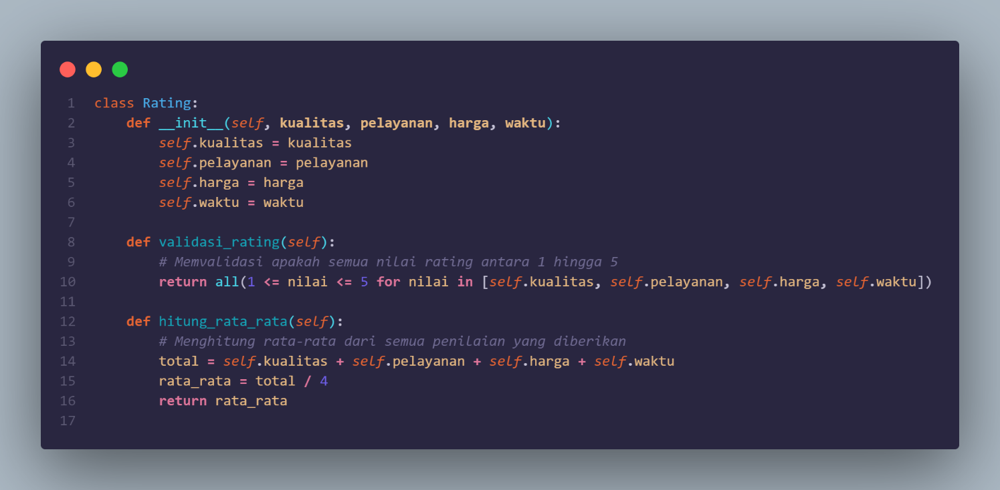 1 class Rating:
2     def __init__(self, kualitas, pelayanan, harga, waktu):
3         self.kualitas = kualitas
4         self.pelayanan = pelayanan
5         self.harga = harga
6         self.waktu = waktu
7
8     def validasi_rating(self):
9         # Memvalidasi apakah semua nilai rating antara 1 hingga 5
10         return all(1 <= nilai <= 5 for nilai in [self.kualitas, self.pelayanan, self.harga, self.waktu])
11
12     def hitung_rata_rata(self):
13         # Menghitung rata-rata dari semua penilaian yang diberikan
14         total = self.kualitas + self.pelayanan + self.harga + self.waktu
15         rata_rata = total / 4
16         return rata_rata
17